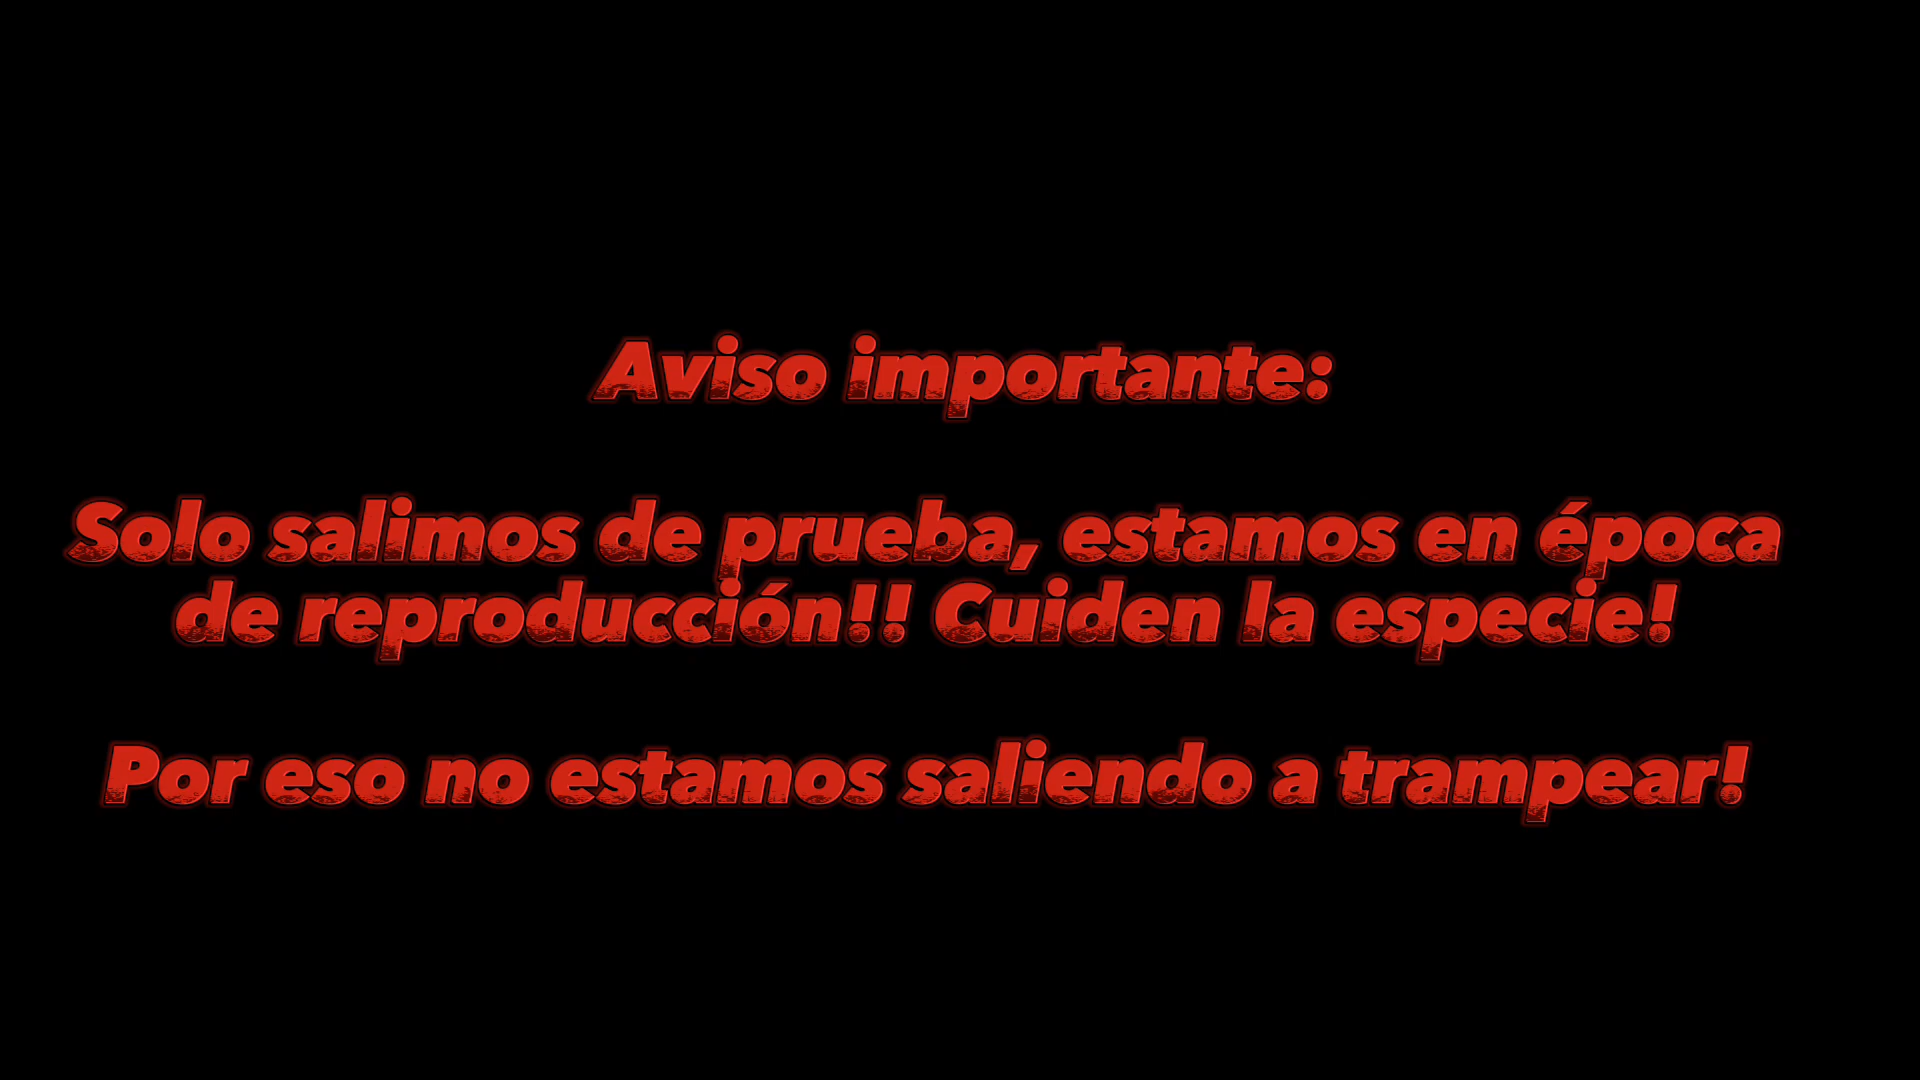 Aviso importante:
Solo salimos de prueba, estamos en época
de reproducción!! Cuiden la especie!
Por eso no estamos saliendo a trampear!